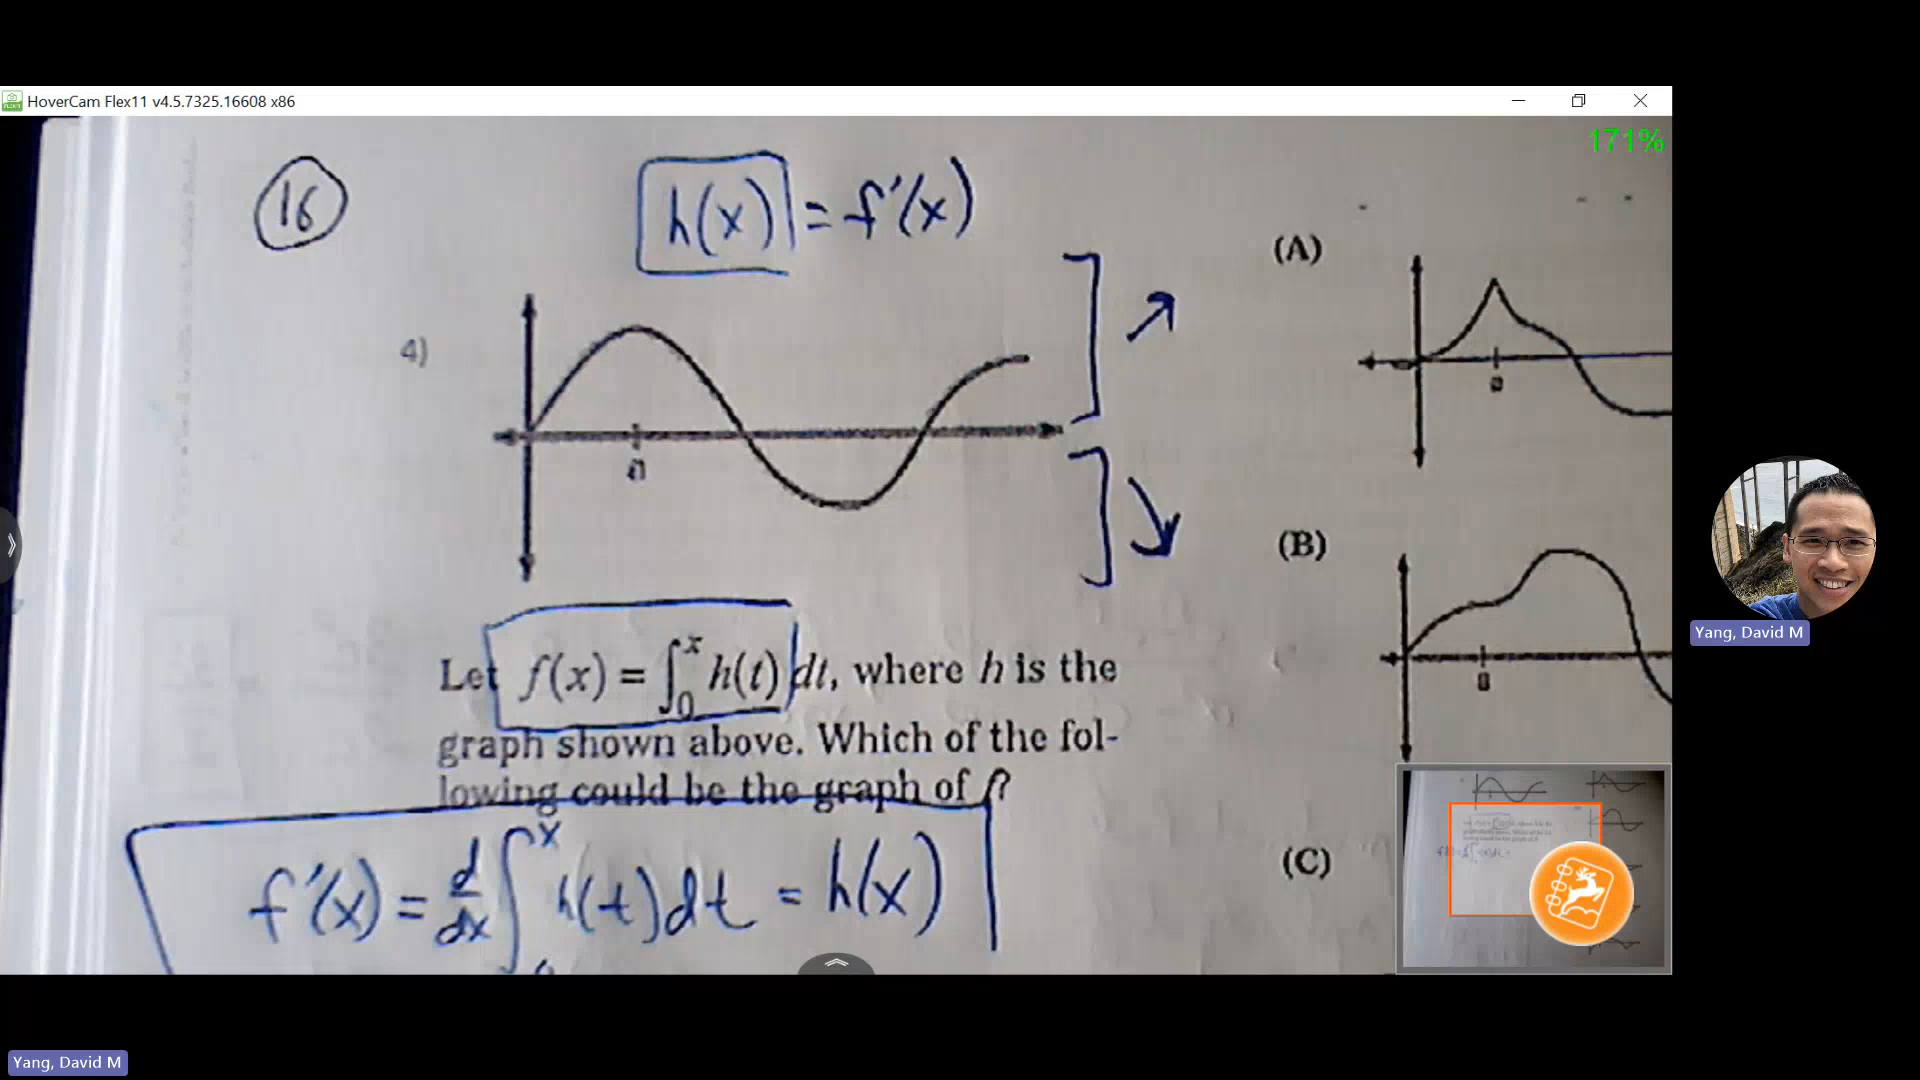 HoverCam Flex11 v4.5.7325.16608 x86
171%
16
h(x) = f'(x)
(A)
4)
a
a
(B)
a
Let f(x) = ∫₀ˣ h(t) dt, where h is the
graph shown above. Which of the fol-
lowing could be the graph of f?
f'(x) = d/dx ∫₀ˣ h(t)dt = h(x)
(C)
Yang, David M
Yang, David M